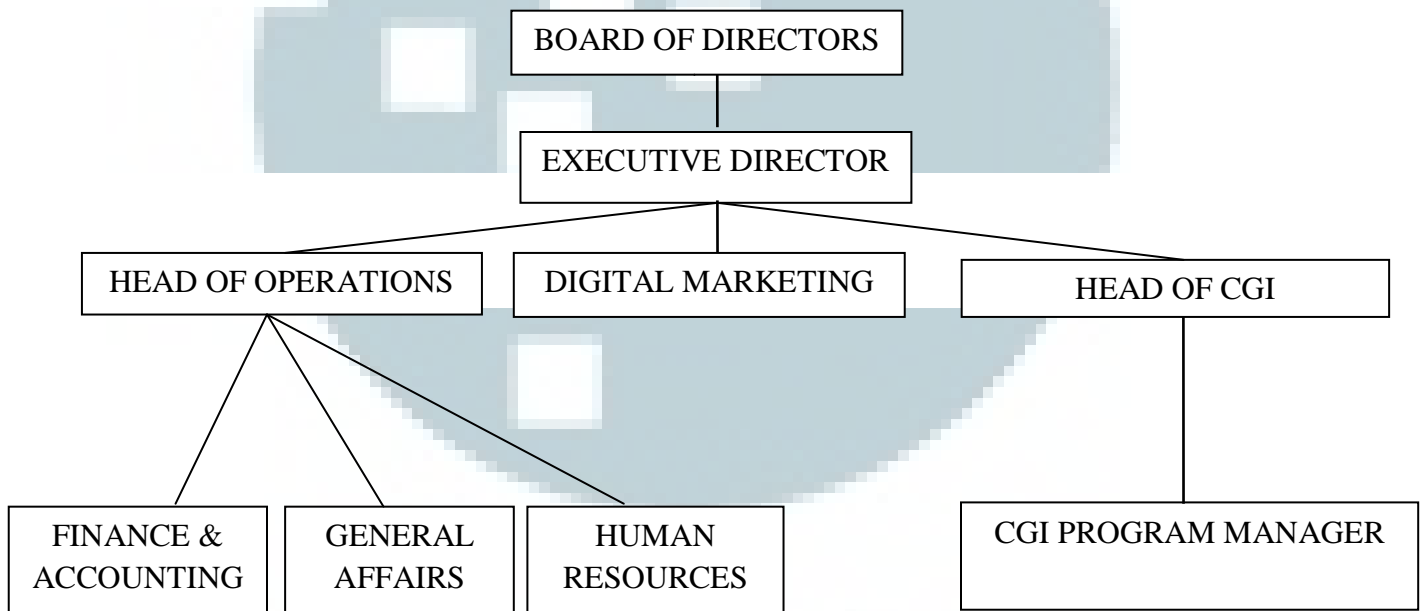 BOARD OF DIRECTORS
EXECUTIVE DIRECTOR
HEAD OF OPERATIONS
DIGITAL MARKETING
HEAD OF CGI
FINANCE &
ACCOUNTING
GENERAL
AFFAIRS
HUMAN
RESOURCES
CGI PROGRAM MANAGER